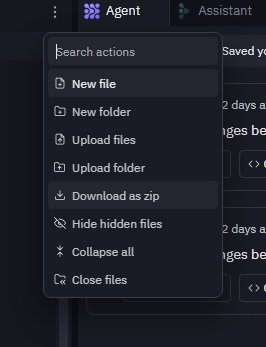 Agent
Assistant
Search actions
Saved yo
New file
New folder
2 days a
Upload files
nges be
Upload folder
Download as zip
Hide hidden files
2 days a
Collapse all
nges be
Close files